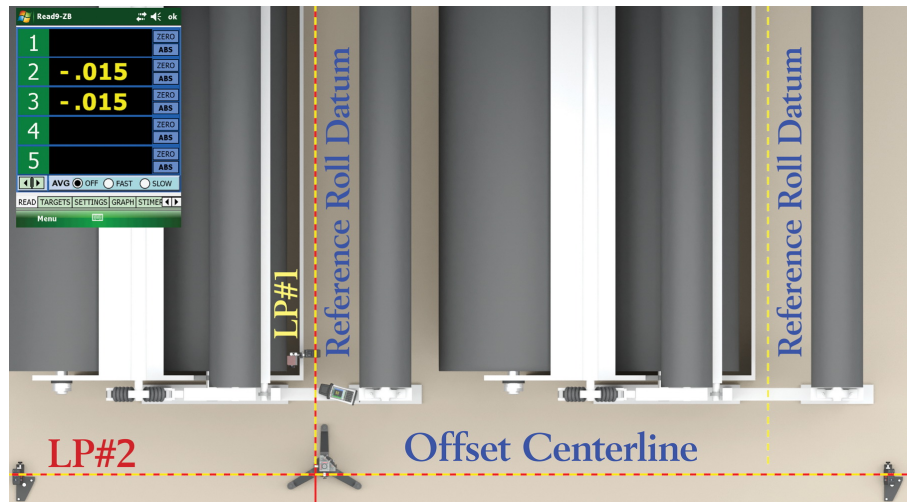 Read9-ZB ok
1 ZERO ABS
2 -.015 ZERO ABS
3 -.015 ZERO ABS
4 ZERO ABS
5 ZERO ABS
AVG OFF FAST SLOW
READ TARGETS SETTINGS GRAPH STIMER
Menu
LP#1
Reference Roll Datum
Reference Roll Datum
LP#2
Offset Centerline